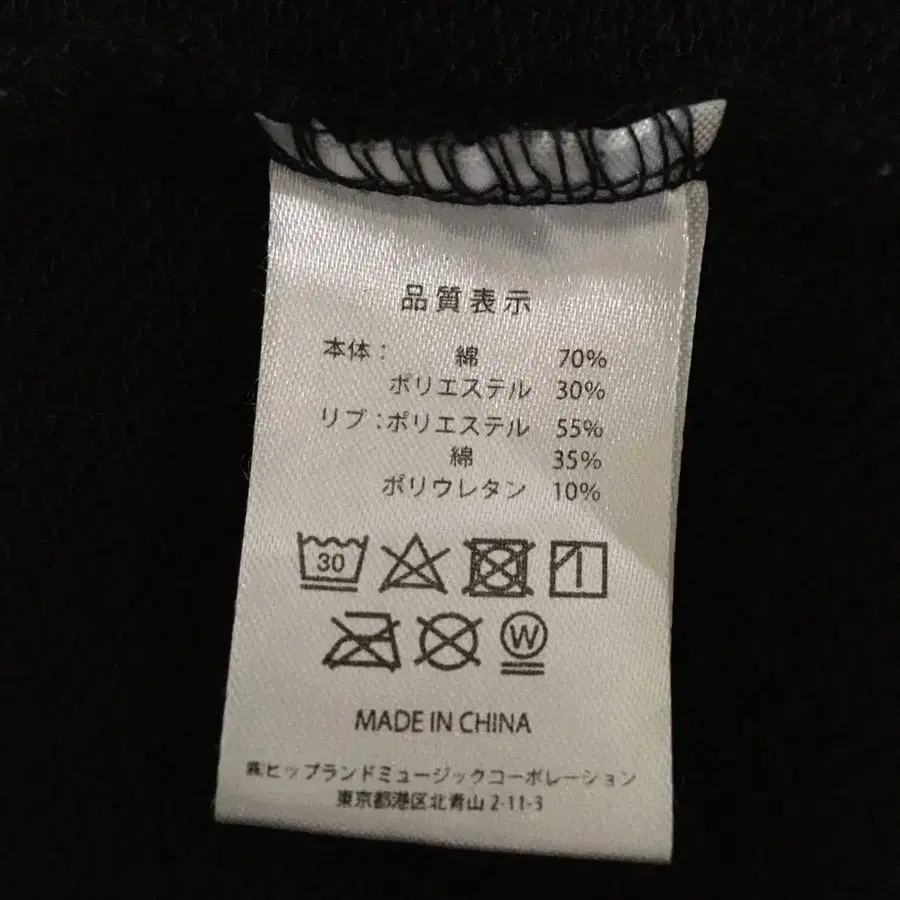 品質表示
本体： 綿 70%
ポリエステル 30%
リブ：ポリエステル 55%
綿 35%
ポリウレタン 10%
30
W
MADE IN CHINA
㈱ヒップランドミュージックコーポレーション
東京都港区北青山 2-11-3